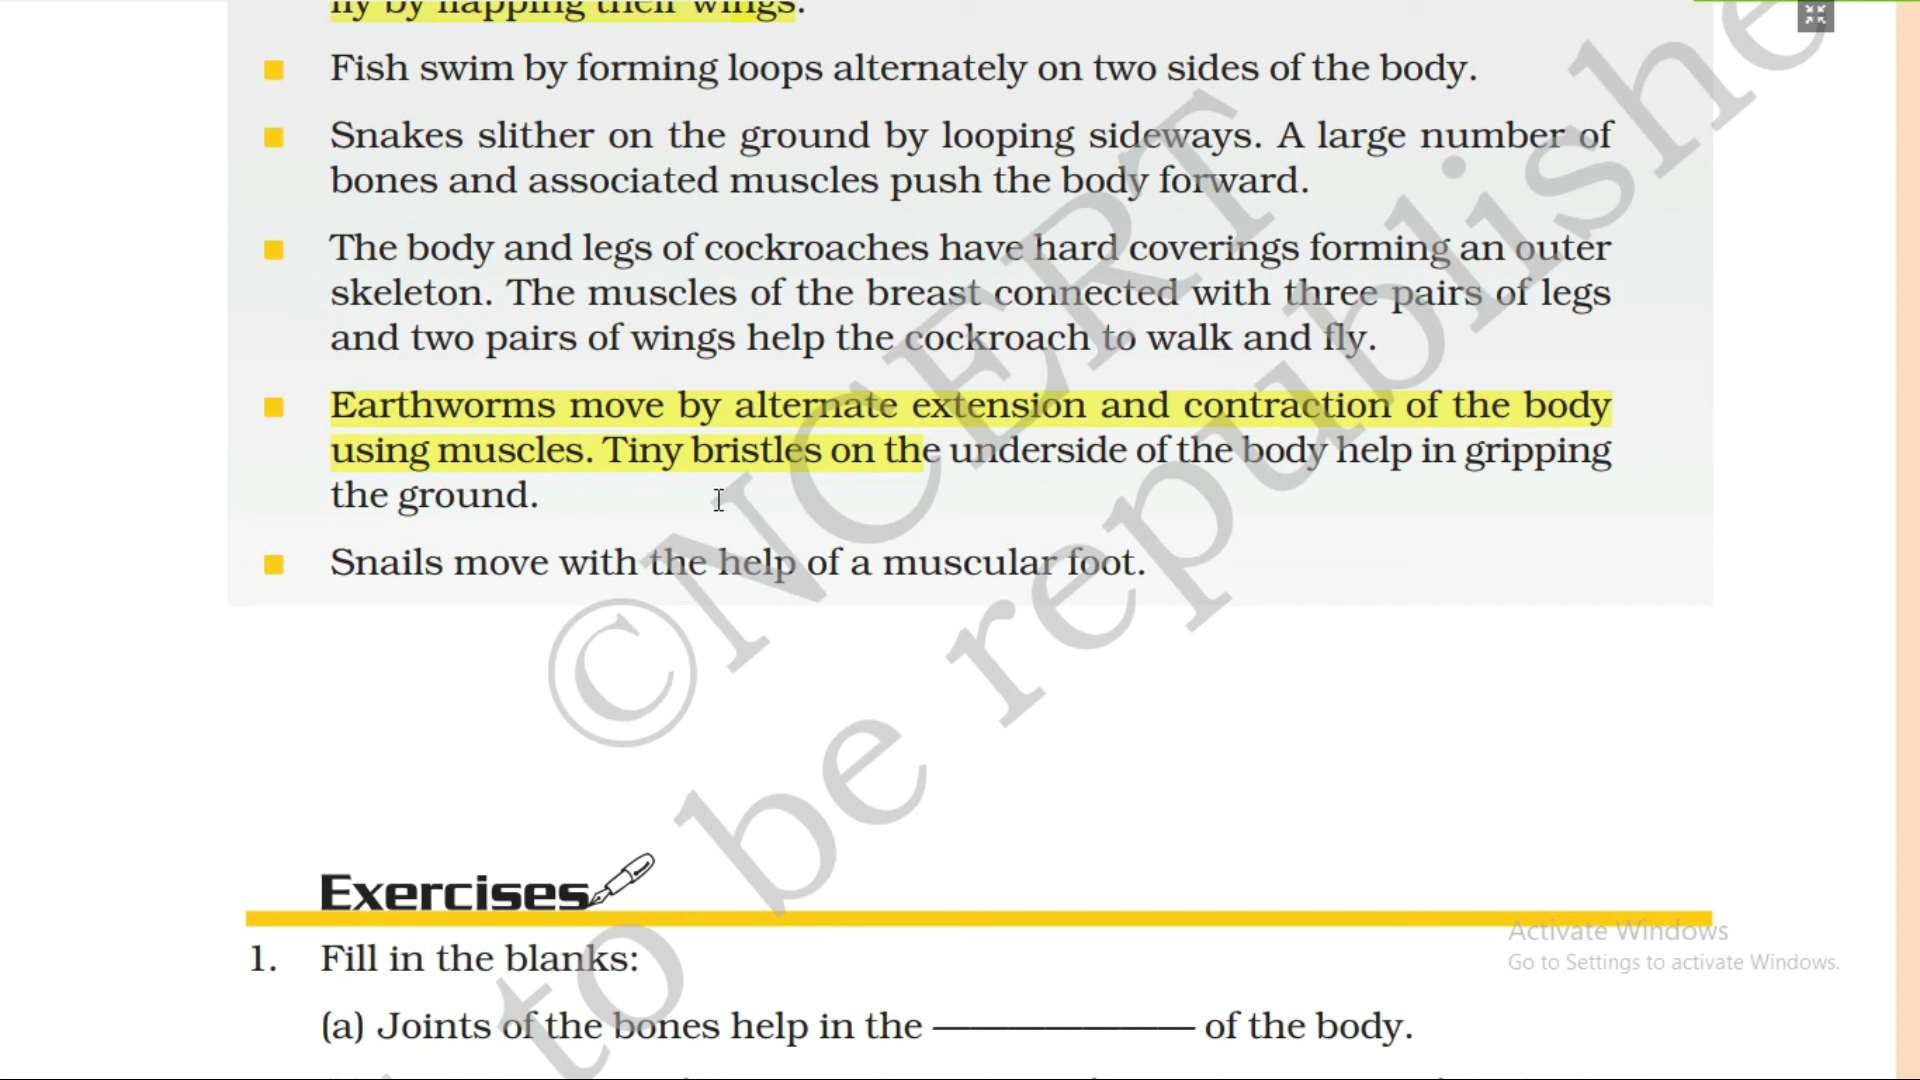 fly by flapping their wings.
Fish swim by forming loops alternately on two sides of the body.
Snakes slither on the ground by looping sideways. A large number of
bones and associated muscles push the body forward.
The body and legs of cockroaches have hard coverings forming an outer
skeleton. The muscles of the breast connected with three pairs of legs
and two pairs of wings help the cockroach to walk and fly.
Earthworms move by alternate extension and contraction of the body
using muscles. Tiny bristles on the underside of the body help in gripping
the ground.
Snails move with the help of a muscular foot.
©NCERT
to be republishe
Exercises
1. Fill in the blanks:
(a) Joints of the bones help in the ———— of the body.
Activate Windows
Go to Settings to activate Windows.